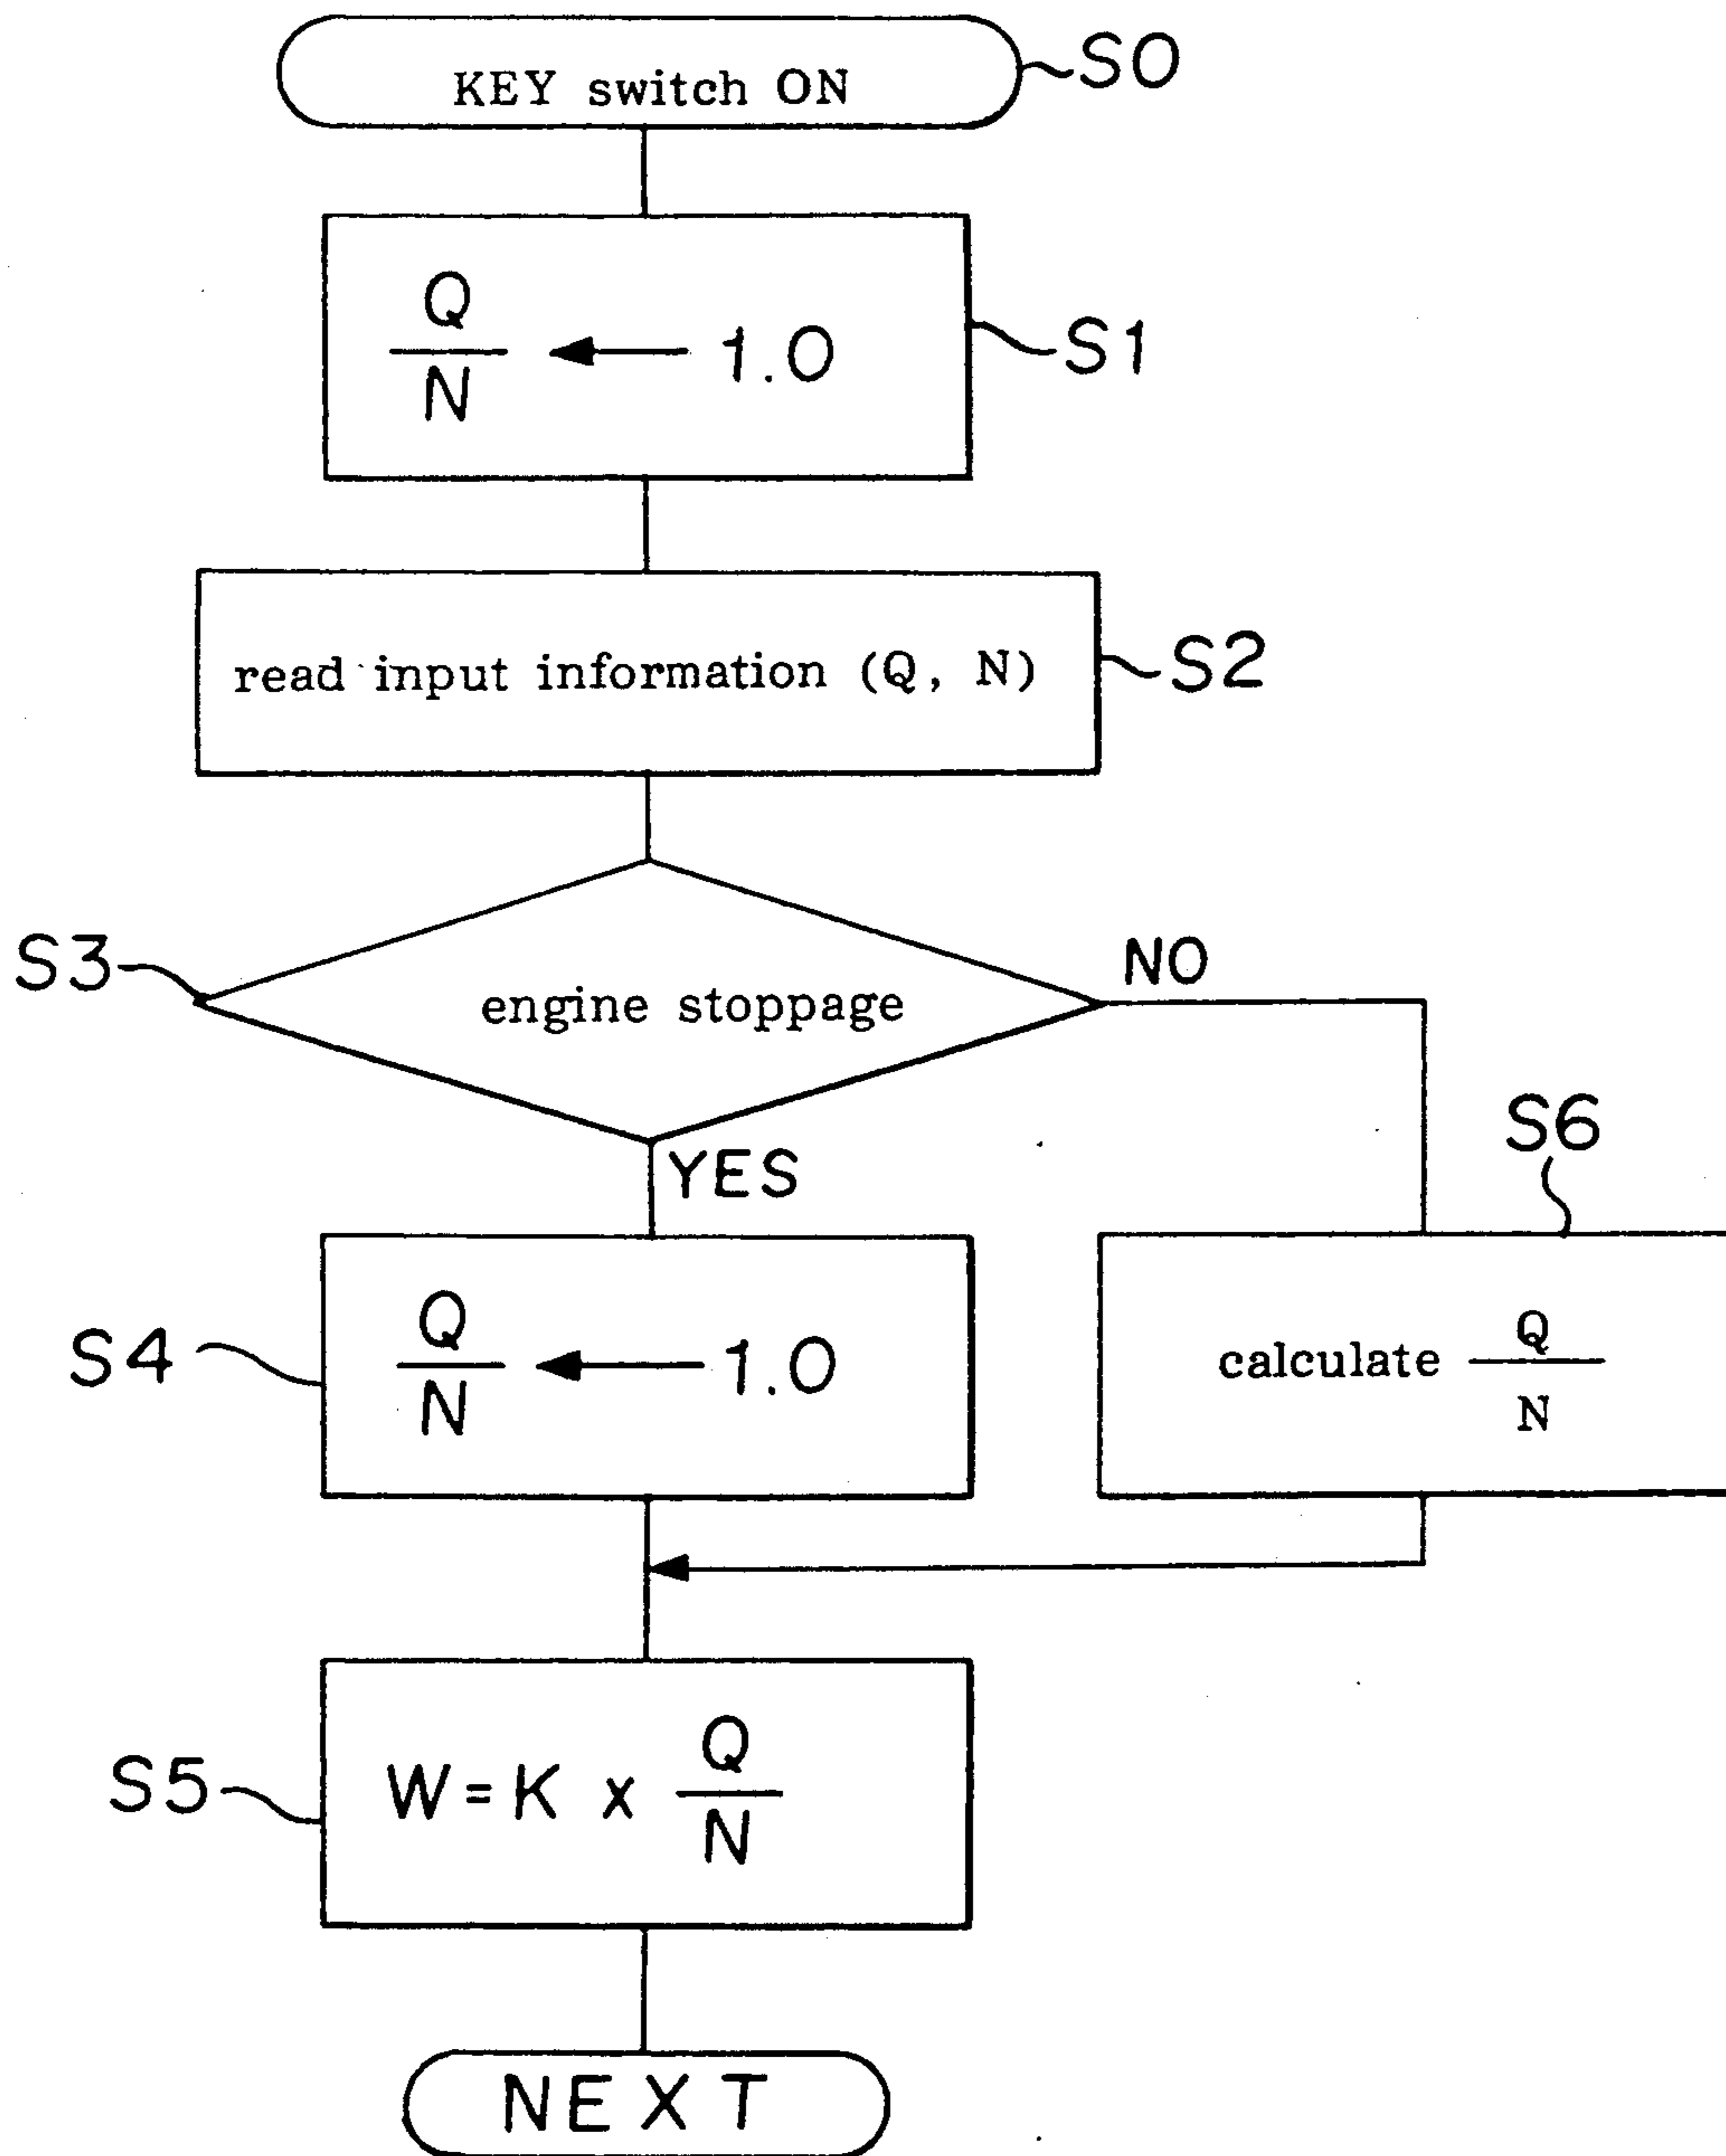 KEY switch ON
S0
Q
N
1.0
S1
read input information (Q, N)
S2
S3
engine stoppage
NO
YES
S6
S4
Q
N
1.0
calculate Q
N
S5
W=K x Q
N
NEXT